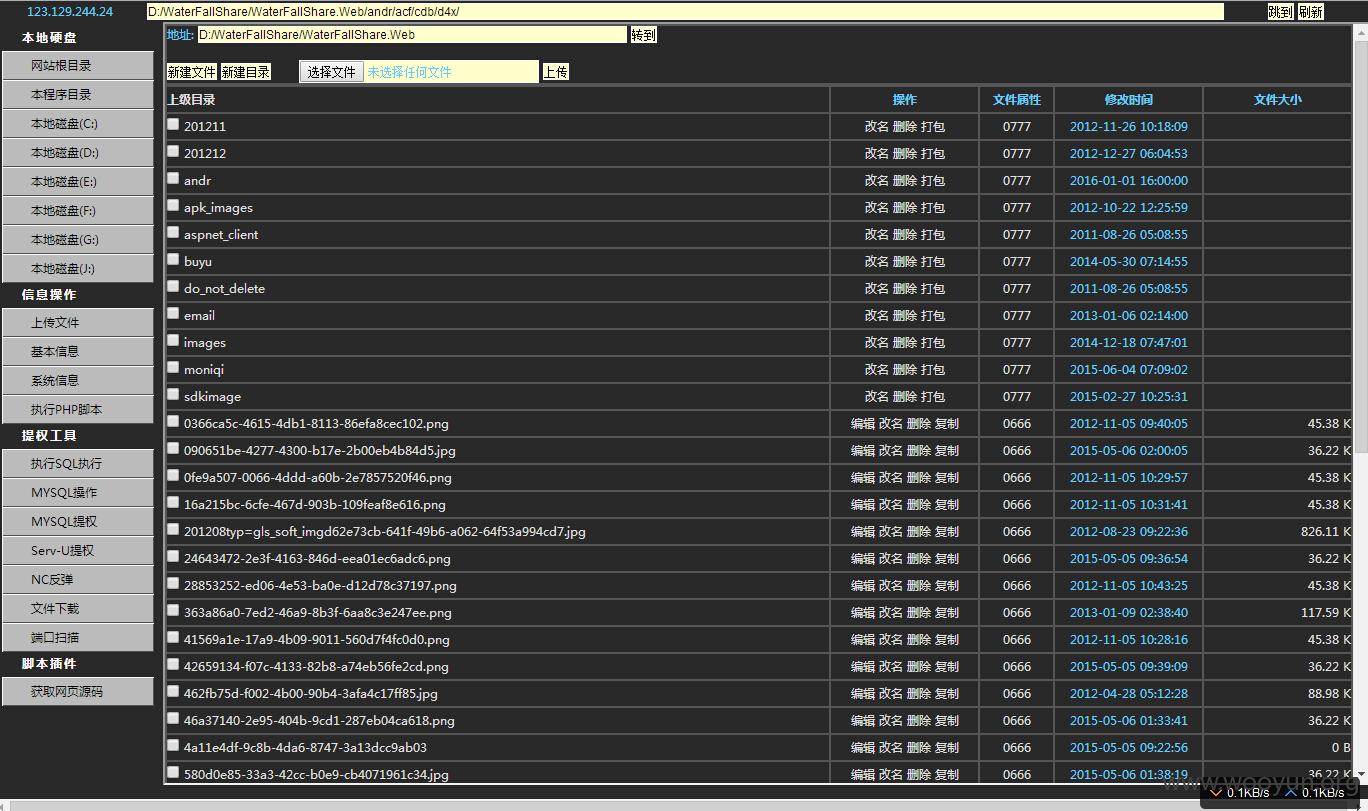 123.129.244.24 D:/WaterFallShare/WaterFallShare.Web/andr/acf/cdb/d4x/ 跳到 刷新
本地硬盘
网站根目录
本程序目录
本地磁盘(C:)
本地磁盘(D:)
本地磁盘(E:)
本地磁盘(F:)
本地磁盘(G:)
本地磁盘(J:)
信息操作
上传文件
基本信息
系统信息
执行PHP脚本
提权工具
执行SQL执行
MYSQL操作
MYSQL提权
Serv-U提权
NC反弹
文件下载
端口扫描
脚本插件
获取网页源码
地址: D:/WaterFallShare/WaterFallShare.Web 转到
新建文件 新建目录 选择文件 未选择任何文件 上传
上级目录 操作 文件属性 修改时间 文件大小
201211 改名 删除 打包 0777 2012-11-26 10:18:09
201212 改名 删除 打包 0777 2012-12-27 06:04:53
andr 改名 删除 打包 0777 2016-01-01 16:00:00
apk_images 改名 删除 打包 0777 2012-10-22 12:25:59
aspnet_client 改名 删除 打包 0777 2011-08-26 05:08:55
buyu 改名 删除 打包 0777 2014-05-30 07:14:55
do_not_delete 改名 删除 打包 0777 2011-08-26 05:08:55
email 改名 删除 打包 0777 2013-01-06 02:14:00
images 改名 删除 打包 0777 2014-12-18 07:47:01
moniqi 改名 删除 打包 0777 2015-06-04 07:09:02
sdkimage 改名 删除 打包 0777 2015-02-27 10:25:31
0366ca5c-4615-4db1-8113-86efa8cec102.png 编辑 改名 删除 复制 0666 2012-11-05 09:40:05 45.38 K
090651be-4277-4300-b17e-2b00eb4b84d5.jpg 编辑 改名 删除 复制 0666 2015-05-06 02:00:05 36.22 K
0fe9a507-0066-4ddd-a60b-2e7857520f46.png 编辑 改名 删除 复制 0666 2012-11-05 10:29:57 45.38 K
16a215bc-6cfe-467d-903b-109feaf8e616.png 编辑 改名 删除 复制 0666 2012-11-05 10:31:41 45.38 K
201208typ=gls_soft_imgd62e73cb-641f-49b6-a062-64f53a994cd7.jpg 编辑 改名 删除 复制 0666 2012-08-23 09:22:36 826.11 K
24643472-2e3f-4163-846d-eea01ec6adc6.png 编辑 改名 删除 复制 0666 2015-05-05 09:36:54 36.22 K
28853252-ed06-4e53-ba0e-d12d78c37197.png 编辑 改名 删除 复制 0666 2012-11-05 10:43:25 45.38 K
363a86a0-7ed2-46a9-8b3f-6aa8c3e247ee.png 编辑 改名 删除 复制 0666 2013-01-09 02:38:40 117.59 K
41569a1e-17a9-4b09-9011-560d7f4fc0d0.png 编辑 改名 删除 复制 0666 2012-11-05 10:28:16 45.38 K
42659134-f07c-4133-82b8-a74eb56fe2cd.png 编辑 改名 删除 复制 0666 2015-05-05 09:39:09 36.22 K
462fb75d-f002-4b00-90b4-3afa4c17ff85.jpg 编辑 改名 删除 复制 0666 2012-04-28 05:12:28 88.98 K
46a37140-2e95-404b-9cd1-287eb04ca618.png 编辑 改名 删除 复制 0666 2015-05-06 01:33:41 36.22 K
4a11e4df-9c8b-4da6-8747-3a13dcc9ab03 编辑 改名 删除 复制 0666 2015-05-05 09:22:56 0 B
580d0e85-33a3-42cc-b0e9-cb4071961c34.jpg 编辑 改名 删除 复制 0666 2015-05-06 01:38:19 36.22 K
www.wooyun.org
0.1KB/s 0.1KB/s